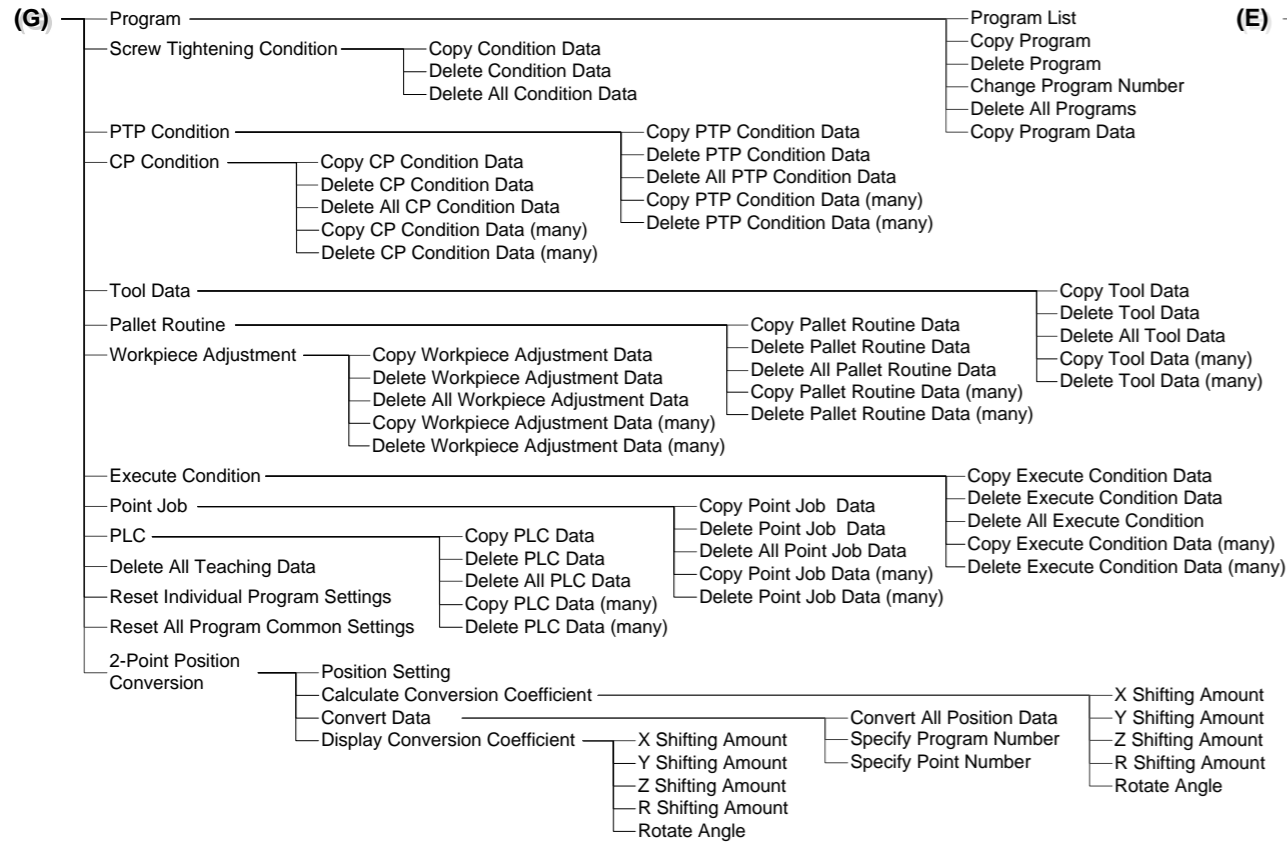 (G)
Program
Program List
Copy Program
Delete Program
Change Program Number
Delete All Programs
Copy Program Data
(E)
Screw Tightening Condition
Copy Condition Data
Delete Condition Data
Delete All Condition Data
PTP Condition
Copy PTP Condition Data
Delete PTP Condition Data
Delete All PTP Condition Data
Copy PTP Condition Data (many)
Delete PTP Condition Data (many)
CP Condition
Copy CP Condition Data
Delete CP Condition Data
Delete All CP Condition Data
Copy CP Condition Data (many)
Delete CP Condition Data (many)
Tool Data
Copy Tool Data
Delete Tool Data
Delete All Tool Data
Copy Tool Data (many)
Delete Tool Data (many)
Pallet Routine
Copy Pallet Routine Data
Delete Pallet Routine Data
Delete All Pallet Routine Data
Copy Pallet Routine Data (many)
Delete Pallet Routine Data (many)
Workpiece Adjustment
Copy Workpiece Adjustment Data
Delete Workpiece Adjustment Data
Delete All Workpiece Adjustment Data
Copy Workpiece Adjustment Data (many)
Delete Workpiece Adjustment Data (many)
Execute Condition
Copy Execute Condition Data
Delete Execute Condition Data
Delete All Execute Condition
Copy Execute Condition Data (many)
Delete Execute Condition Data (many)
Point Job
Copy Point Job Data
Delete Point Job Data
Delete All Point Job Data
Copy Point Job Data (many)
Delete Point Job Data (many)
PLC
Copy PLC Data
Delete PLC Data
Delete All PLC Data
Copy PLC Data (many)
Delete PLC Data (many)
Delete All Teaching Data
Reset Individual Program Settings
Reset All Program Common Settings
2-Point Position
Conversion
Position Setting
Calculate Conversion Coefficient
X Shifting Amount
Y Shifting Amount
Z Shifting Amount
R Shifting Amount
Rotate Angle
Convert Data
Convert All Position Data
Specify Program Number
Specify Point Number
Display Conversion Coefficient
X Shifting Amount
Y Shifting Amount
Z Shifting Amount
R Shifting Amount
Rotate Angle